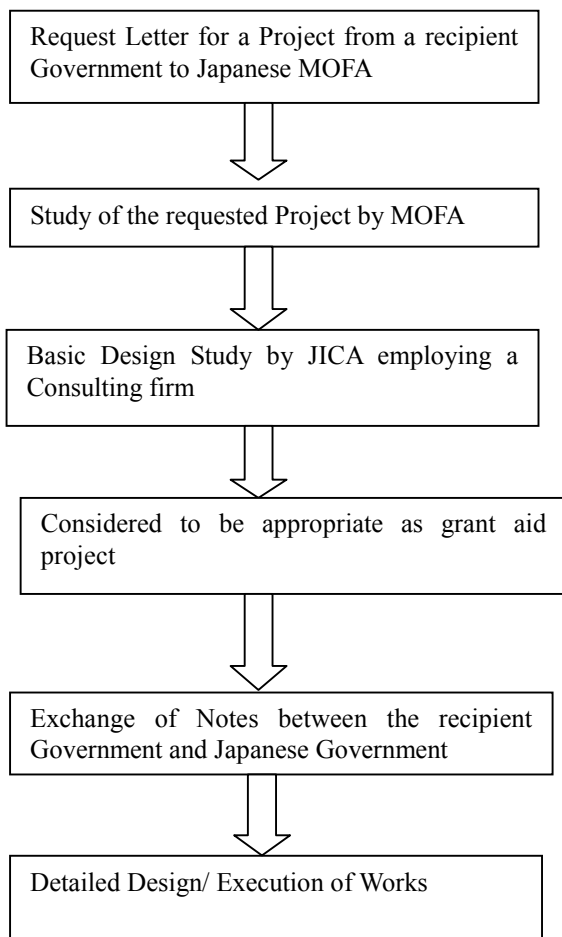 Request Letter for a Project from a recipient
Government to Japanese MOFA
Study of the requested Project by MOFA
Basic Design Study by JICA employing a
Consulting firm
Considered to be appropriate as grant aid
project
Exchange of Notes between the recipient
Government and Japanese Government
Detailed Design/ Execution of Works